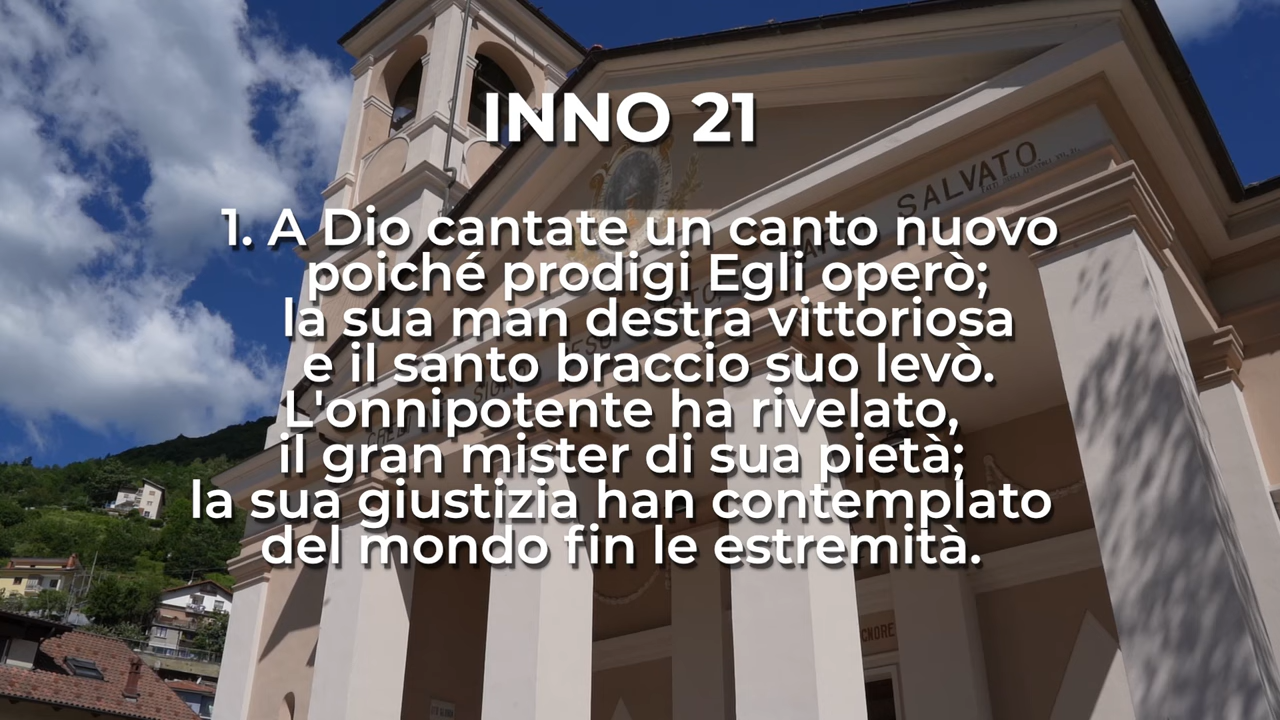 INNO 21
1. A Dio cantate un canto nuovo
poiché prodigi Egli operò;
la sua man destra vittoriosa
e il santo braccio suo levò.
L'onnipotente ha rivelato,
il gran mister di sua pietà;
la sua giustizia han contemplato
del mondo fin le estremità.
SALVATO